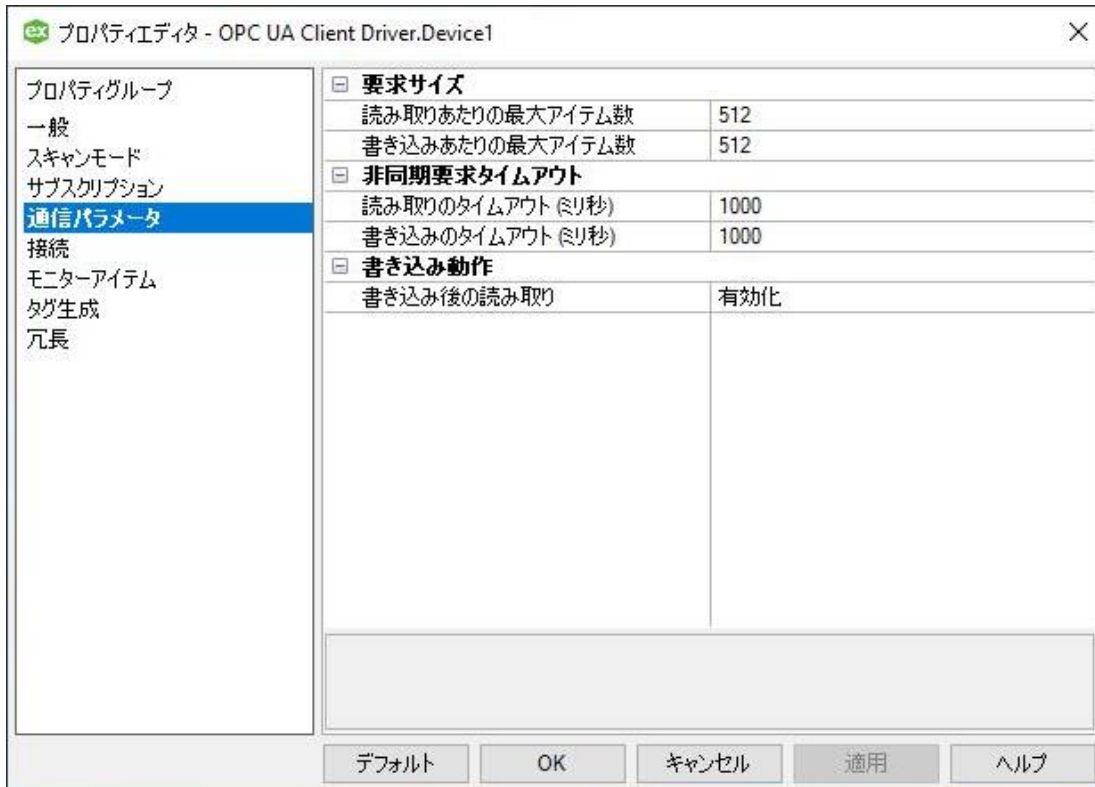 ex プロパティエディタ - OPC UA Client Driver.Device1
プロパティグループ
一般
スキャンモード
サブスクリプション
通信パラメータ
接続
モニターアイテム
タグ生成
冗長
要求サイズ
読み取りあたりの最大アイテム数 512
書き込みあたりの最大アイテム数 512
非同期要求タイムアウト
読み取りのタイムアウト (ミリ秒) 1000
書き込みのタイムアウト (ミリ秒) 1000
書き込み動作
書き込み後の読み取り 有効化
デフォルト OK キャンセル 適用 ヘルプ